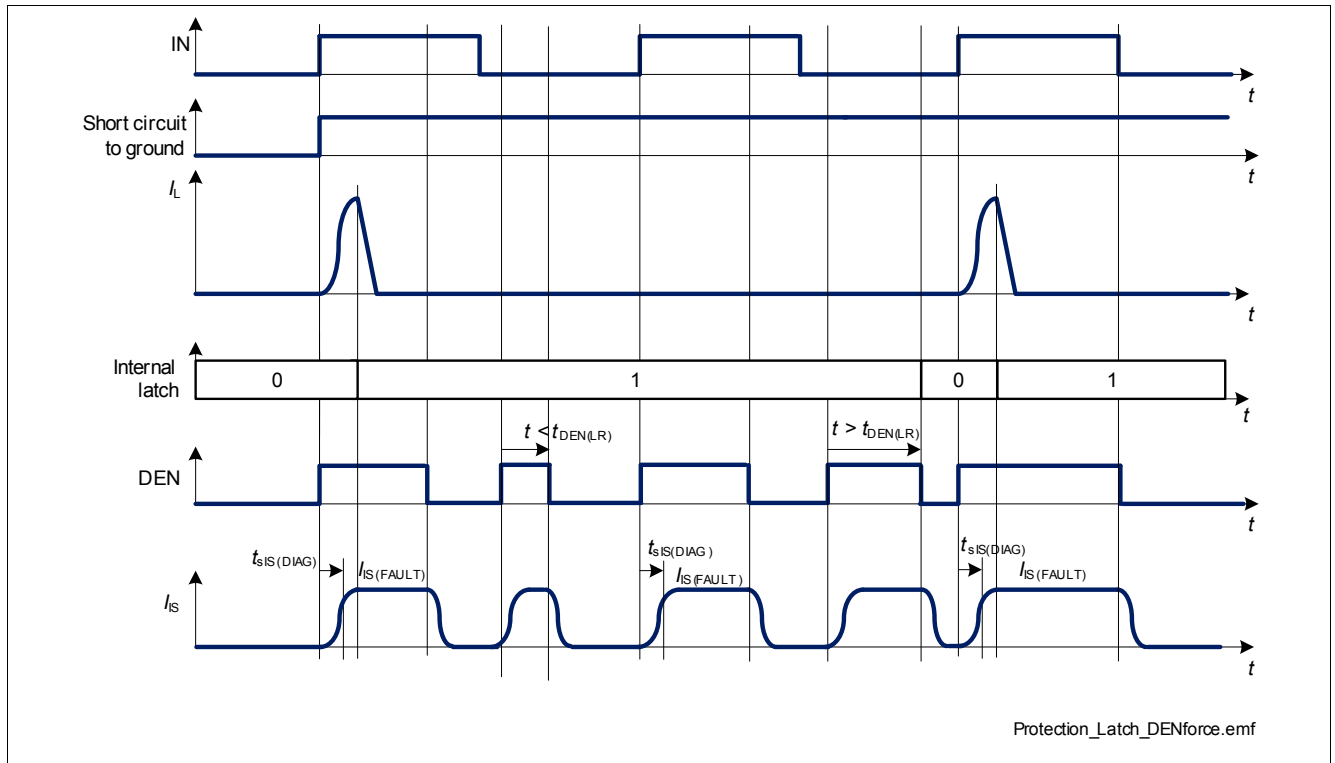 IN
t
Short circuit
to ground
t
IL
t
Internal
latch
0
1
0
1
t
t < tDEN(LR)
t > tDEN(LR)
DEN
t
tsIS(DIAG)
IIS(FAULT)
tsIS(DIAG)
IIS(FAULT)
tsIS(DIAG)
IIS(FAULT)
IIS
t
Protection_Latch_DENforce.emf